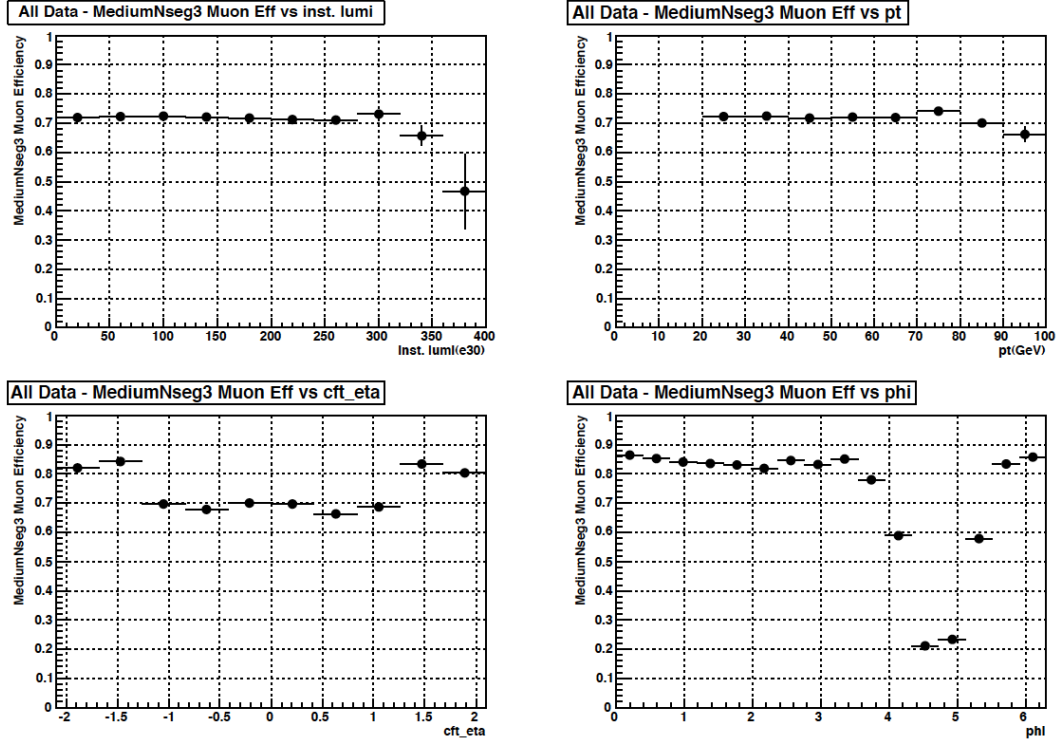 All Data - MediumNseg3 Muon Eff vs inst. lumi
MediumNseg3 Muon Efficiency
1
0.9
0.8
0.7
0.6
0.5
0.4
0.3
0.2
0.1
0
0 50 100 150 200 250 300 350 400
Inst. lumi(e30)
All Data - MediumNseg3 Muon Eff vs pt
MediumNseg3 Muon Efficiency
1
0.9
0.8
0.7
0.6
0.5
0.4
0.3
0.2
0.1
0
0 10 20 30 40 50 60 70 80 90 100
pt(GeV)
All Data - MediumNseg3 Muon Eff vs cft_eta
MediumNseg3 Muon Efficiency
1
0.9
0.8
0.7
0.6
0.5
0.4
0.3
0.2
0.1
0
-2 -1.5 -1 -0.5 0 0.5 1 1.5 2
cft_eta
All Data - MediumNseg3 Muon Eff vs phi
MediumNseg3 Muon Efficiency
1
0.9
0.8
0.7
0.6
0.5
0.4
0.3
0.2
0.1
0
0 1 2 3 4 5 6
phi